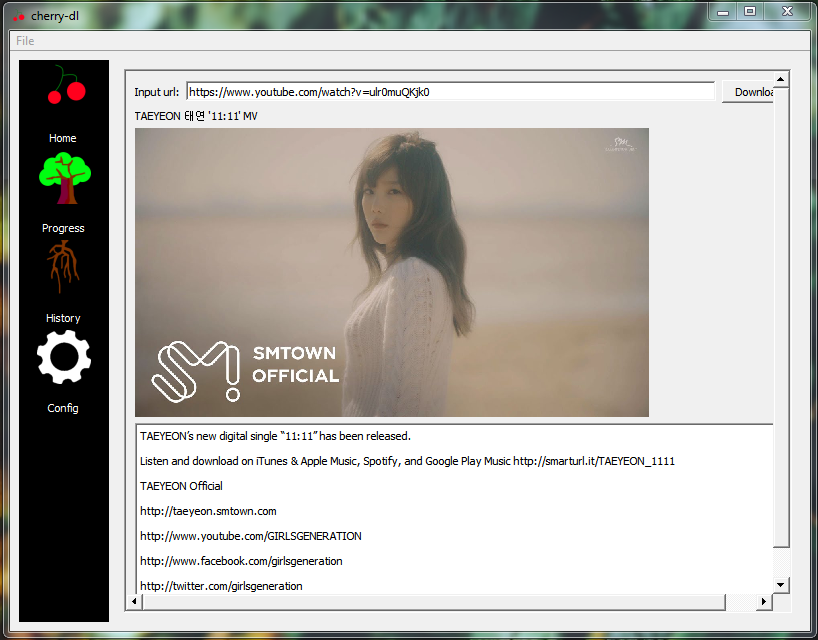 cherry-dl
File
Home
Progress
History
Config
Input url: https://www.youtube.com/watch?v=ulr0muQKjk0
TAEYEON 태연 '11:11' MV
SMTOWN
OFFICIAL
TAEYEON’s new digital single “11:11” has been released.
Listen and download on iTunes & Apple Music, Spotify, and Google Play Music http://smarturl.it/TAEYEON_1111
TAEYEON Official
http://taeyeon.smtown.com
http://www.youtube.com/GIRLSGENERATION
http://www.facebook.com/girlsgeneration
http://twitter.com/girlsgeneration